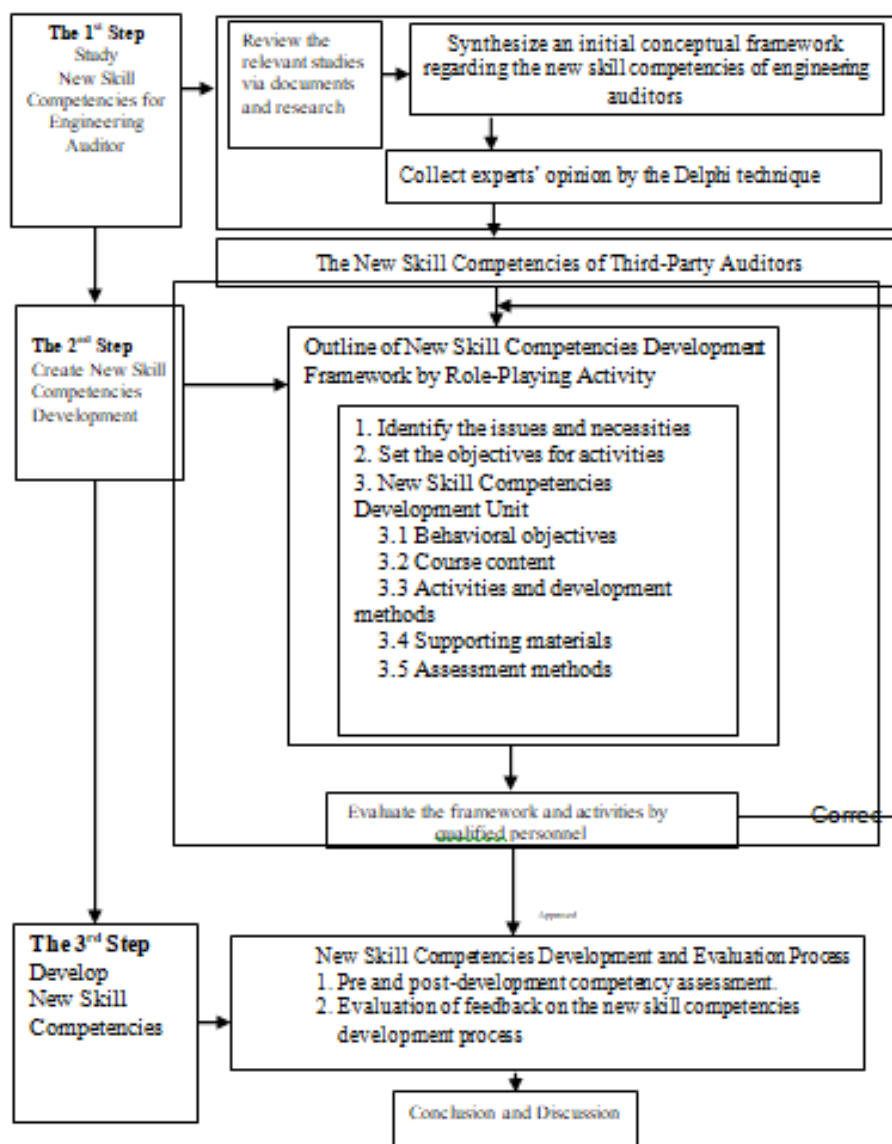 The 1st Step
Study
New Skill
Competencies for
Engineering
Auditor
Review the
relevant studies
via documents
and research
Synthesize an initial conceptual framework
regarding the new skill competencies of engineering
auditors
Collect experts' opinion by the Delphi technique
The New Skill Competencies of Third-Party Auditors
The 2nd Step
Create New Skill
Competencies
Development
Outline of New Skill Competencies Development
Framework by Role-Playing Activity
1. Identify the issues and necessities
2. Set the objectives for activities
3. New Skill Competencies
Development Unit
3.1 Behavioral objectives
3.2 Course content
3.3 Activities and development
methods
3.4 Supporting materials
3.5 Assessment methods
Evaluate the framework and activities by
qualified personnel
Correc
Approved
The 3rd Step
Develop
New Skill
Competencies
New Skill Competencies Development and Evaluation Process
1. Pre and post-development competency assessment.
2. Evaluation of feedback on the new skill competencies
development process
Conclusion and Discussion